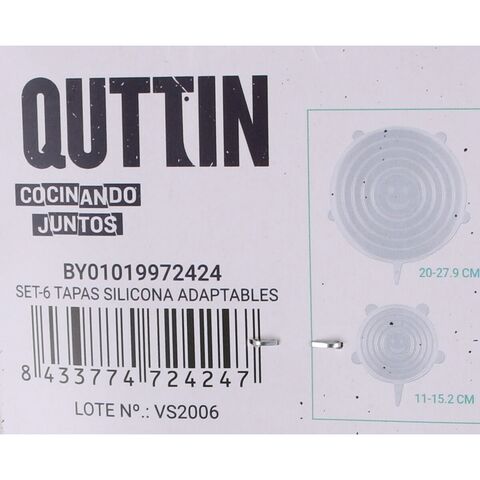 QUTTIN
COCINANDO
JUNTOS
BY01019972424
SET-6 TAPAS SILICONA ADAPTABLES
8 433774 724247
LOTE Nº.: VS2006
20-27.9 CM
11-15.2 CM